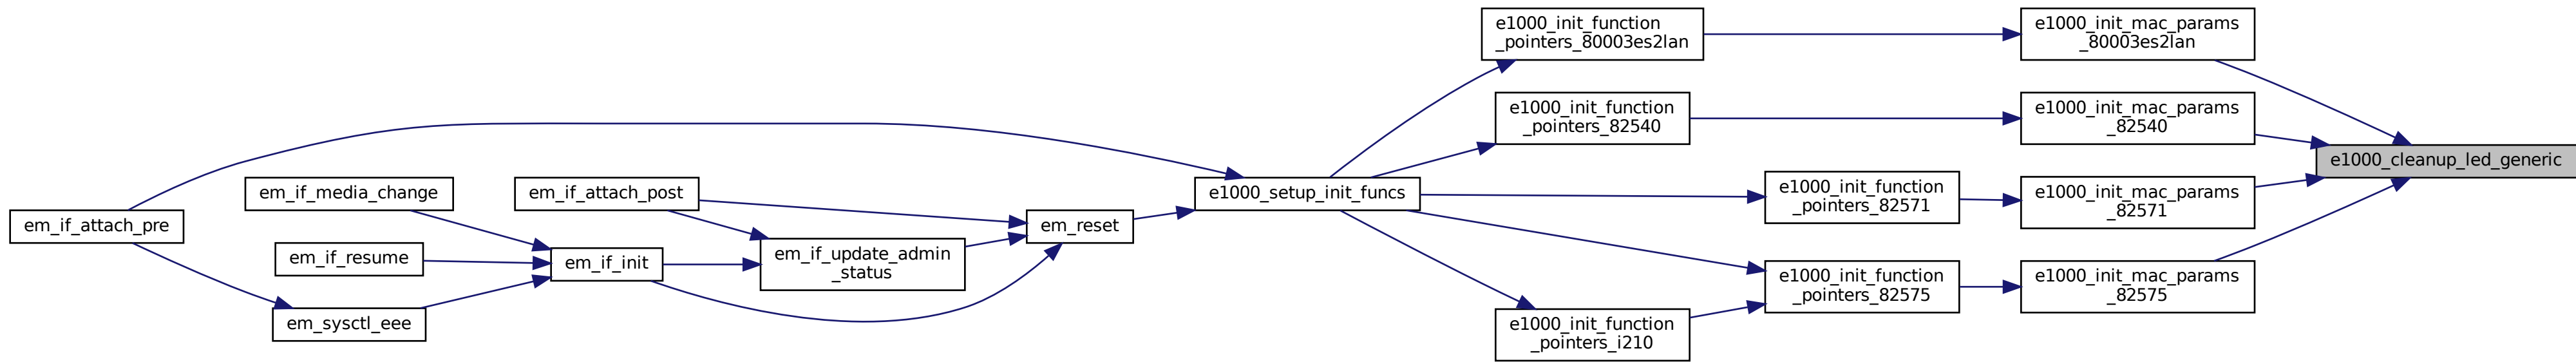 e1000_init_function
_pointers_80003es2lan
e1000_init_mac_params
_80003es2lan
e1000_init_function
_pointers_82540
e1000_init_mac_params
_82540
e1000_cleanup_led_generic
em_if_media_change
em_if_attach_post
e1000_setup_init_funcs
e1000_init_function
_pointers_82571
e1000_init_mac_params
_82571
em_if_attach_pre
em_reset
em_if_resume
em_if_init
em_if_update_admin
_status
e1000_init_function
_pointers_82575
e1000_init_mac_params
_82575
em_sysctl_eee
e1000_init_function
_pointers_i210